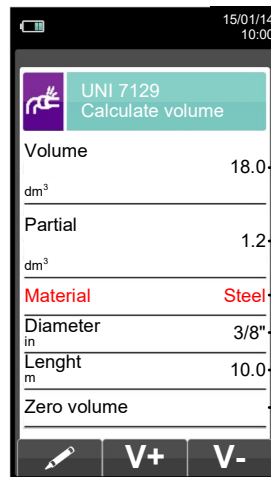 15/01/14
10:00
UNI 7129
Calculate volume
Volume
18.0
dm³
Partial
1.2
dm³
Material Steel
Diameter 3/8"
in
Lenght 10.0
m
Zero volume
V+ V-